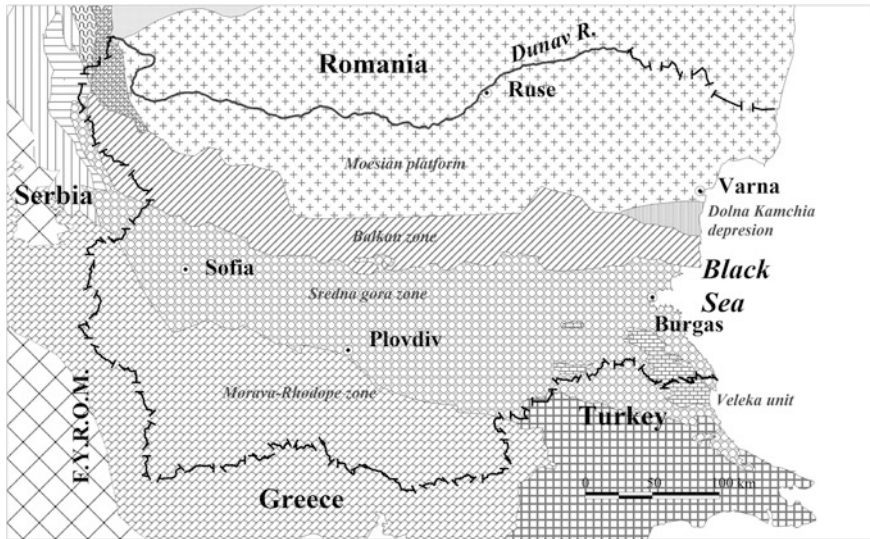 Dunav R.
Romania
Ruse
Moesian platform
Varna
Serbia
Dolna Kamchia
depresion
Balkan zone
Sofia
Black
Sea
Sredna gora zone
Burgas
Plovdiv
F.Y.R.O.M.
Morava-Rhodope zone
Veleka unit
Turkey
0 50 100 km
Greece